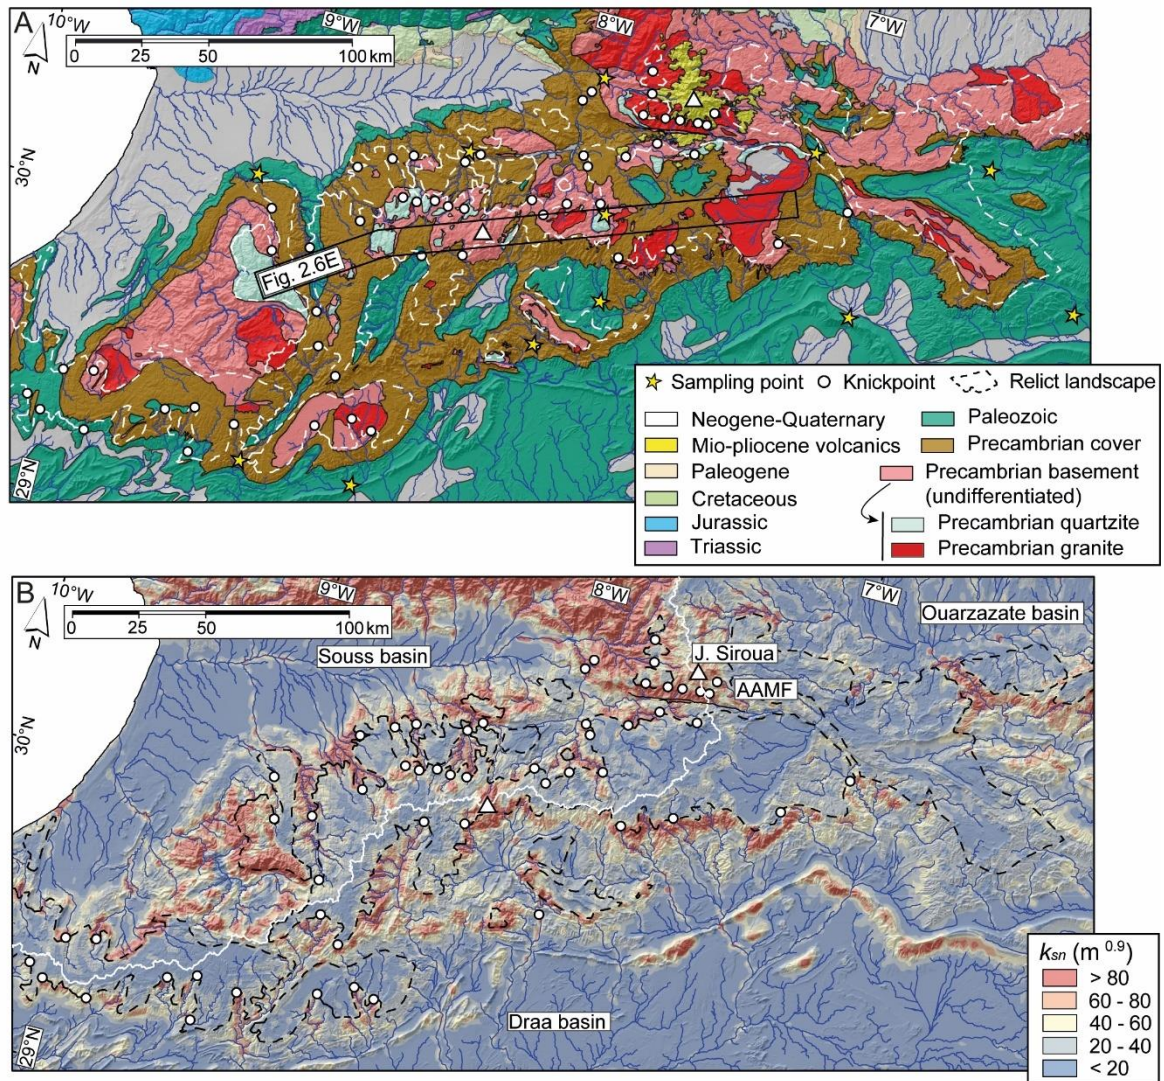 A
9°W
8°W
7°W
0 25 50 100 km
N
30°N
Fig. 2.6E
29°N
Sampling point
Knickpoint
Relict landscape
Neogene-Quaternary
Mio-pliocene volcanics
Paleogene
Cretaceous
Jurassic
Triassic
Paleozoic
Precambrian cover
Precambrian basement
(undifferentiated)
Precambrian quartzite
Precambrian granite
B
10°W
9°W
8°W
7°W
0 25 50 100 km
N
Ouarzazate basin
Souss basin
J. Siroua
AAMF
30°N
Draa basin
29°N
ksn (m 0.9)
> 80
60 - 80
40 - 60
20 - 40
< 20